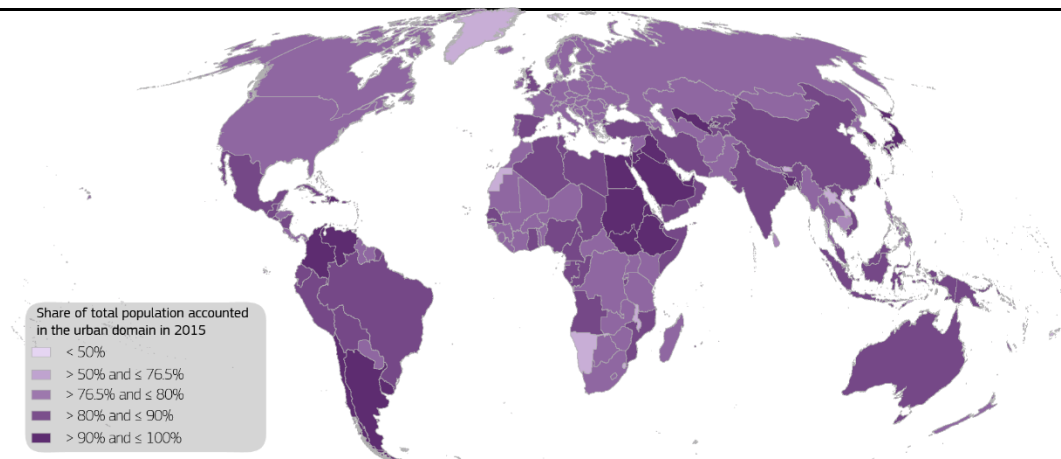 Share of total population accounted
in the urban domain in 2015
< 50%
> 50% and ≤ 76.5%
> 76.5% and ≤ 80%
> 80% and ≤ 90%
> 90% and ≤ 100%